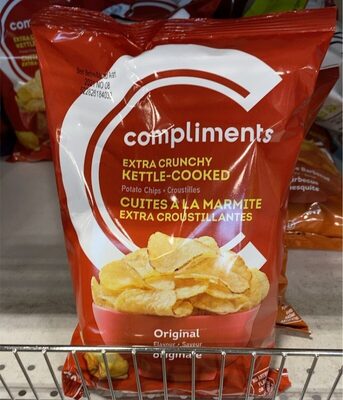 compliments
EXTRA CRUNCHY
KETTLE-COOKED
Potato Chips • Croustilles
CUITES À LA MARMITE
EXTRA CROUSTILLANTES
Original
Flavour • Saveur
originale